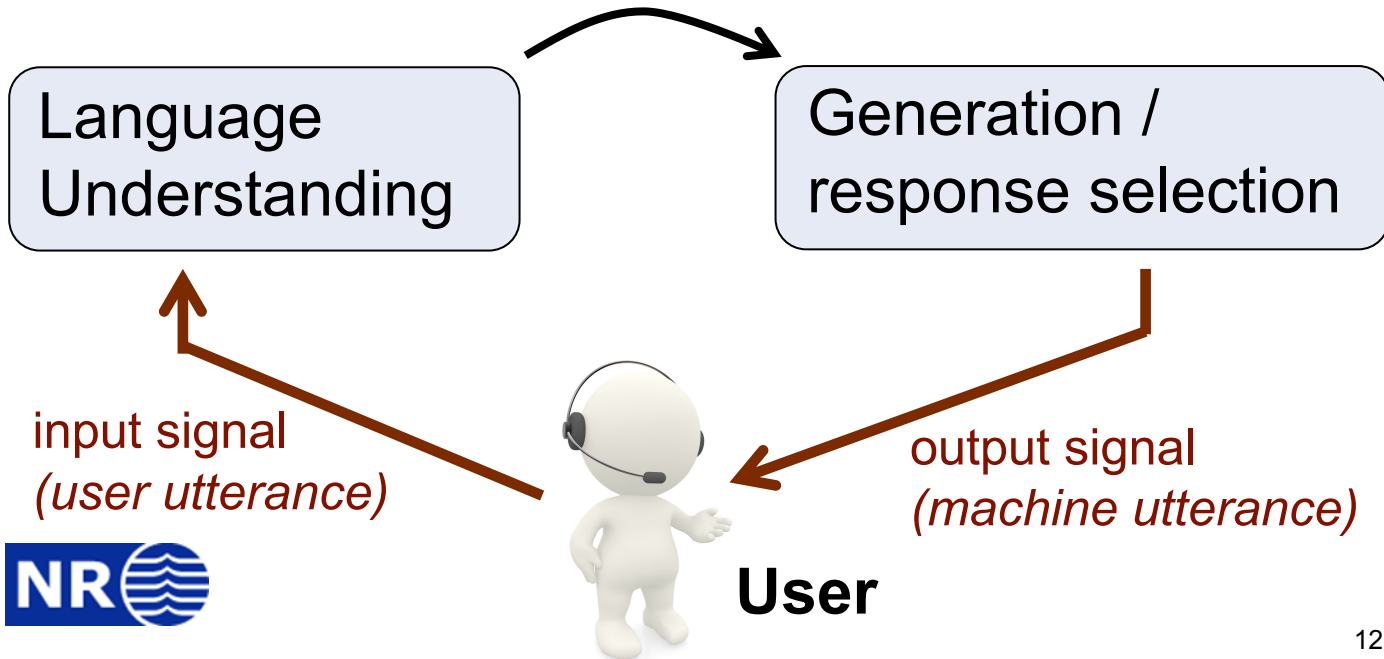 Language
Understanding
Generation /
response selection
input signal
(user utterance)
output signal
(machine utterance)
NR
User
12